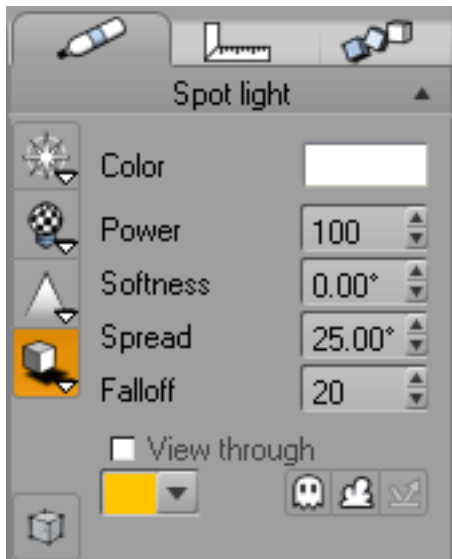 Spot light
Color
Power 100
Softness 0.00°
Spread 25.00°
Falloff 20
View through